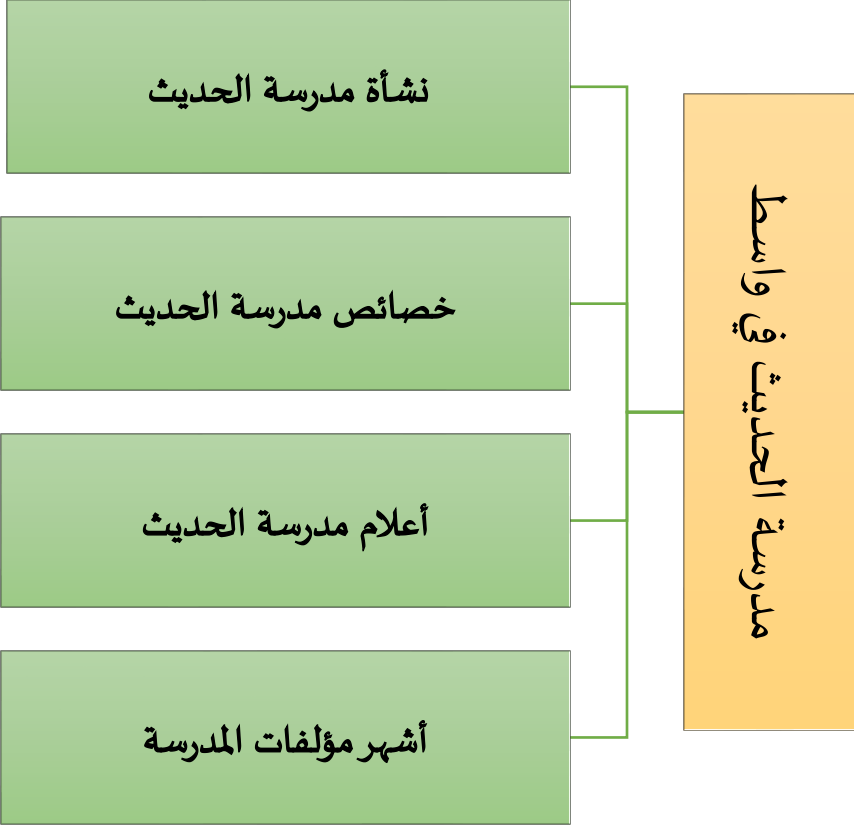 مدرسة الحديث في واسط
نشأة مدرسة الحديث
خصائص مدرسة الحديث
أعلام مدرسة الحديث
أشهر مؤلفات المدرسة